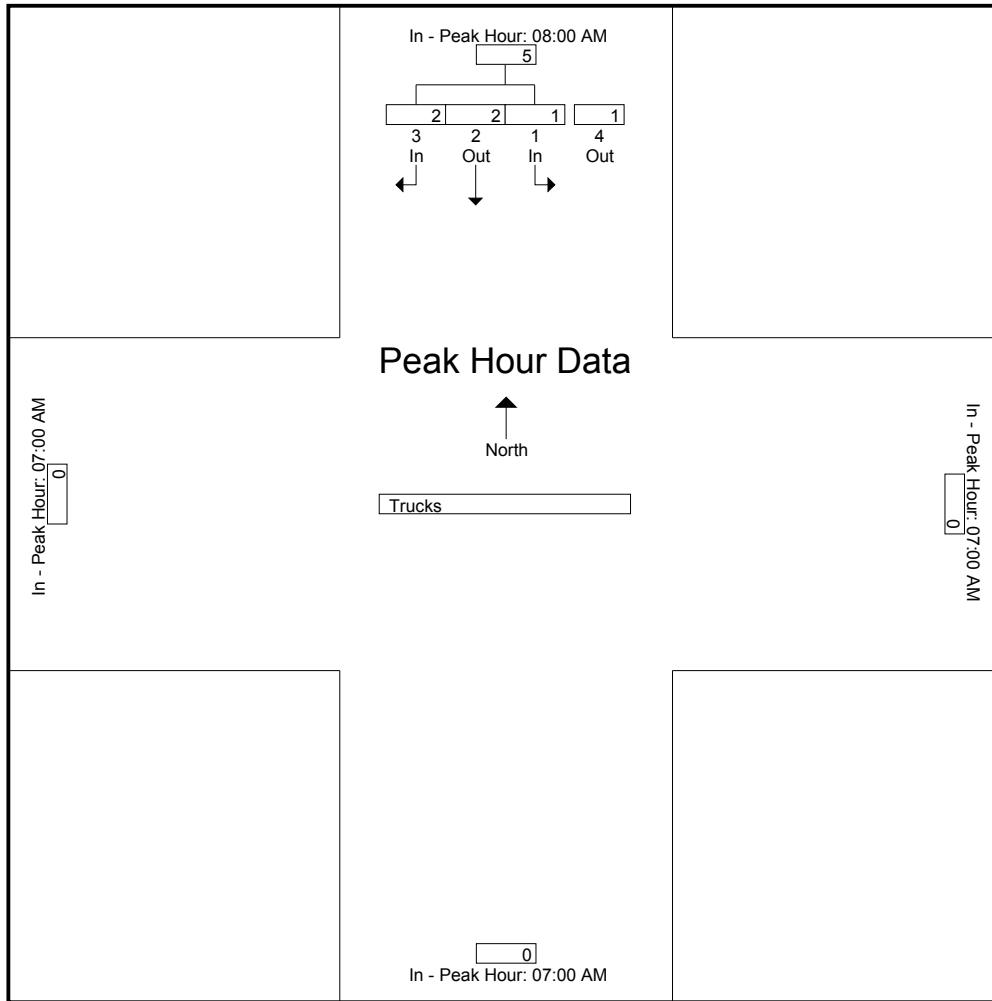 In - Peak Hour: 08:00 AM
5
2 2 1 1
3 2 1 4
In Out In Out
Peak Hour Data
North
In - Peak Hour: 07:00 AM
0
Trucks
0
In - Peak Hour: 07:00 AM
0
In - Peak Hour: 07:00 AM